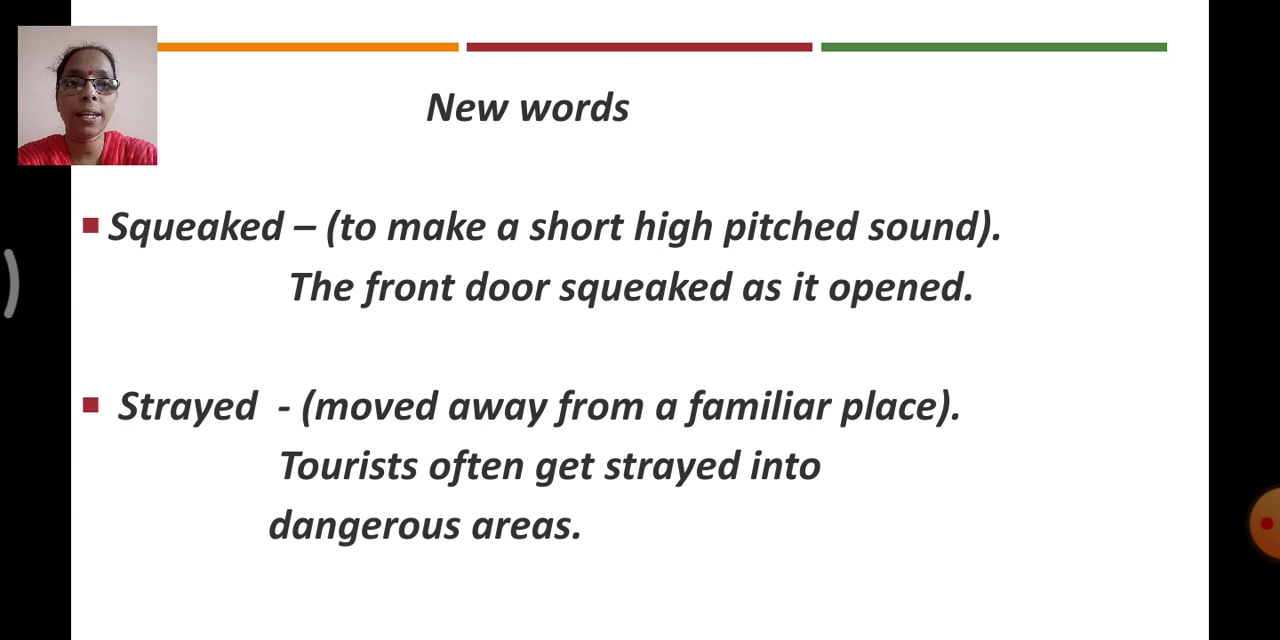 New words
Squeaked – (to make a short high pitched sound).
The front door squeaked as it opened.
Strayed - (moved away from a familiar place).
Tourists often get strayed into
dangerous areas.